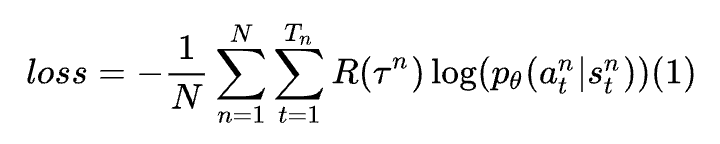 loss = -\frac{1}{N} \sum_{n=1}^{N} \sum_{t=1}^{T_n} R(\tau^n) \log(p_\theta(a_t^n|s_t^n))(1)